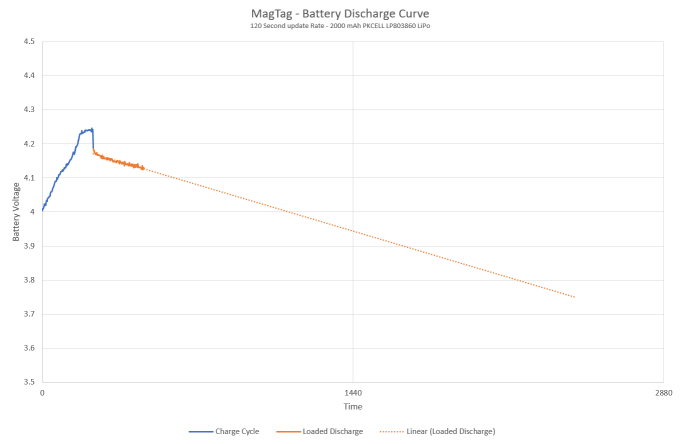 MagTag - Battery Discharge Curve
120 Second update Rate - 2000 mAh PKCELL LP803860 LiPo
4.5
4.4
4.3
4.2
4.1
4
3.9
3.8
3.7
3.6
3.5
Battery Voltage
0 1440 2880
Time
Charge Cycle Loaded Discharge Linear (Loaded Discharge)